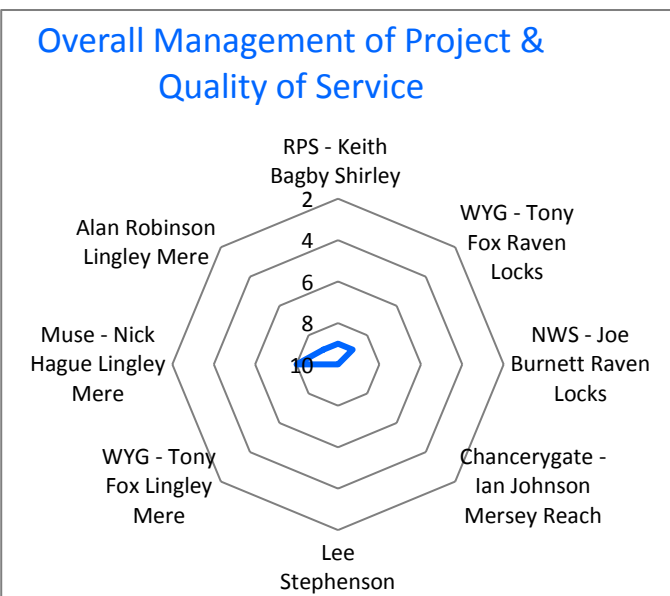 Overall Management of Project &
Quality of Service
RPS - Keith
Bagby Shirley
WYG - Tony
Fox Raven
Locks
NWS - Joe
Burnett Raven
Locks
Chancerygate -
Ian Johnson
Mersey Reach
Lee
Stephenson
WYG - Tony
Fox Lingley
Mere
Muse - Nick
Hague Lingley
Mere
Alan Robinson
Lingley Mere
2
4
6
8
10